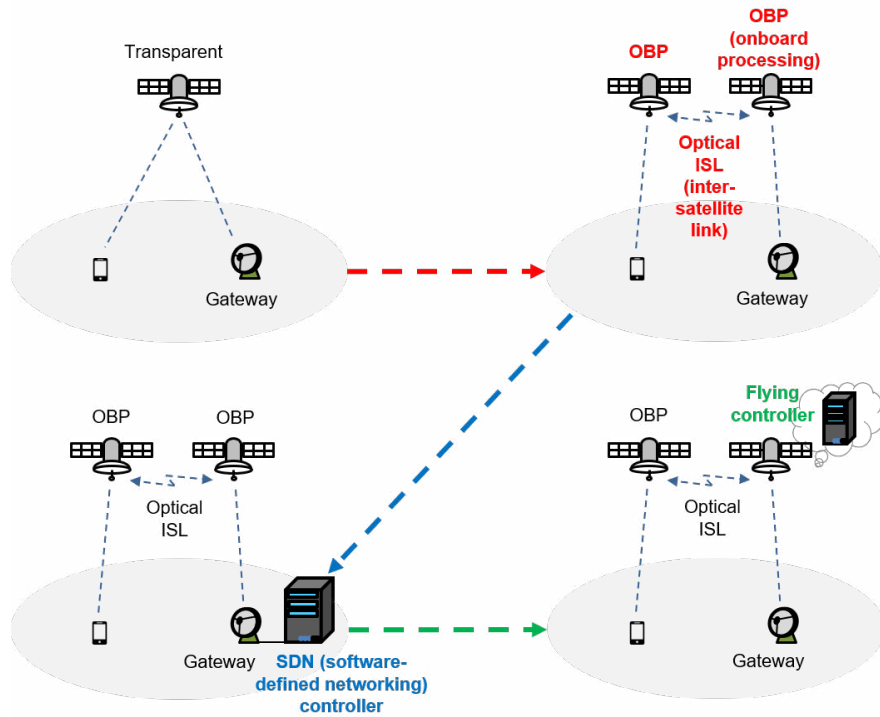 Transparent
Gateway
OBP
OBP
(onboard
processing)
Optical
ISL
(inter-
satellite
link)
Gateway
OBP
OBP
Optical
ISL
Gateway
SDN (software-
defined networking)
controller
OBP
Flying
controller
Optical
ISL
Gateway